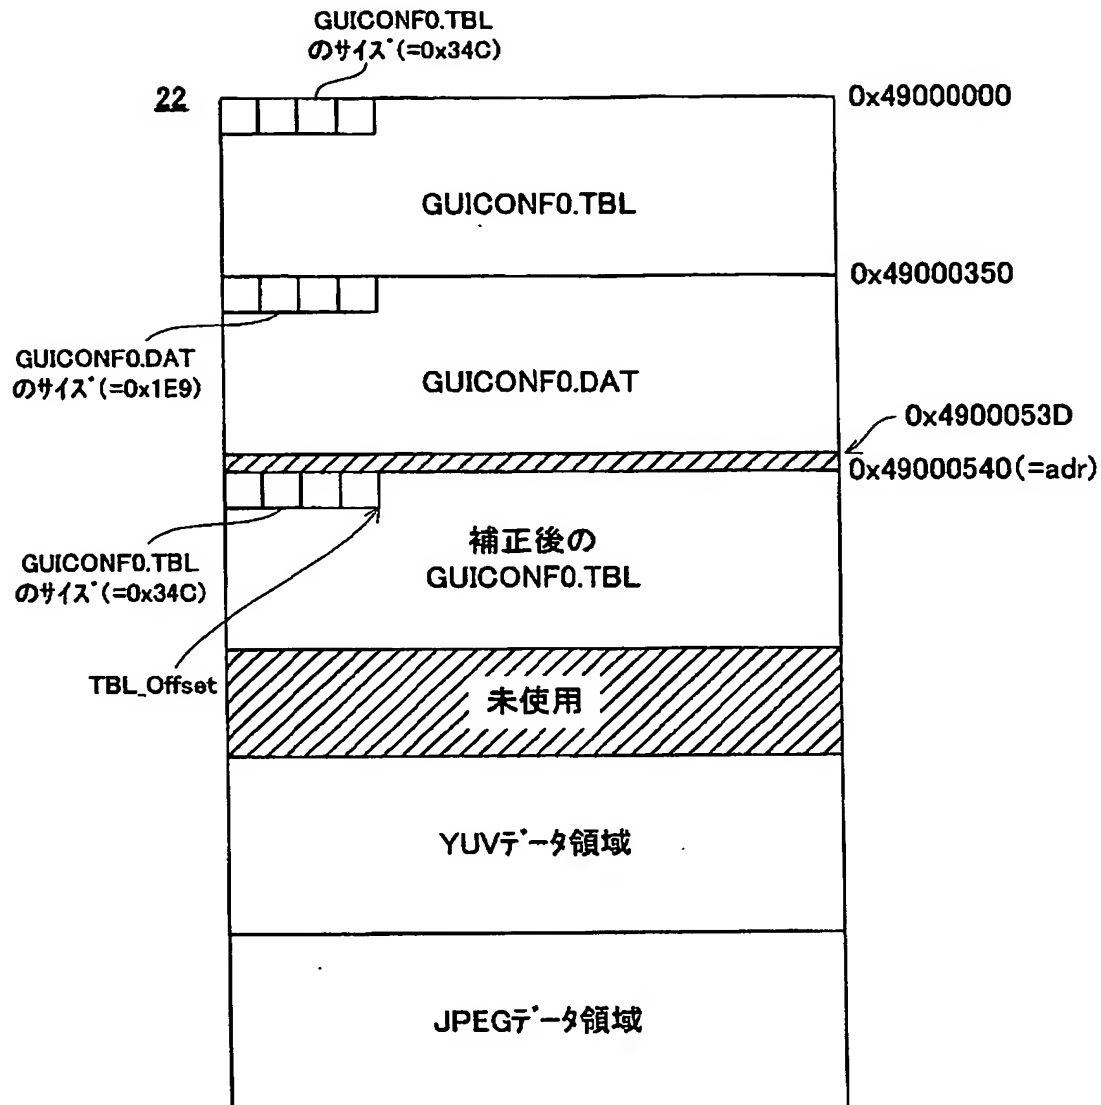 GUICONF0.TBL
のサイズ(=0x34C)
22
0x49000000
GUICONF0.TBL
0x49000350
GUICONF0.DAT
のサイズ(=0x1E9)
GUICONF0.DAT
0x4900053D
0x49000540(=adr)
GUICONF0.TBL
のサイズ(=0x34C)
補正後の
GUICONF0.TBL
TBL_Offset
未使用
YUVデータ領域
JPEGデータ領域